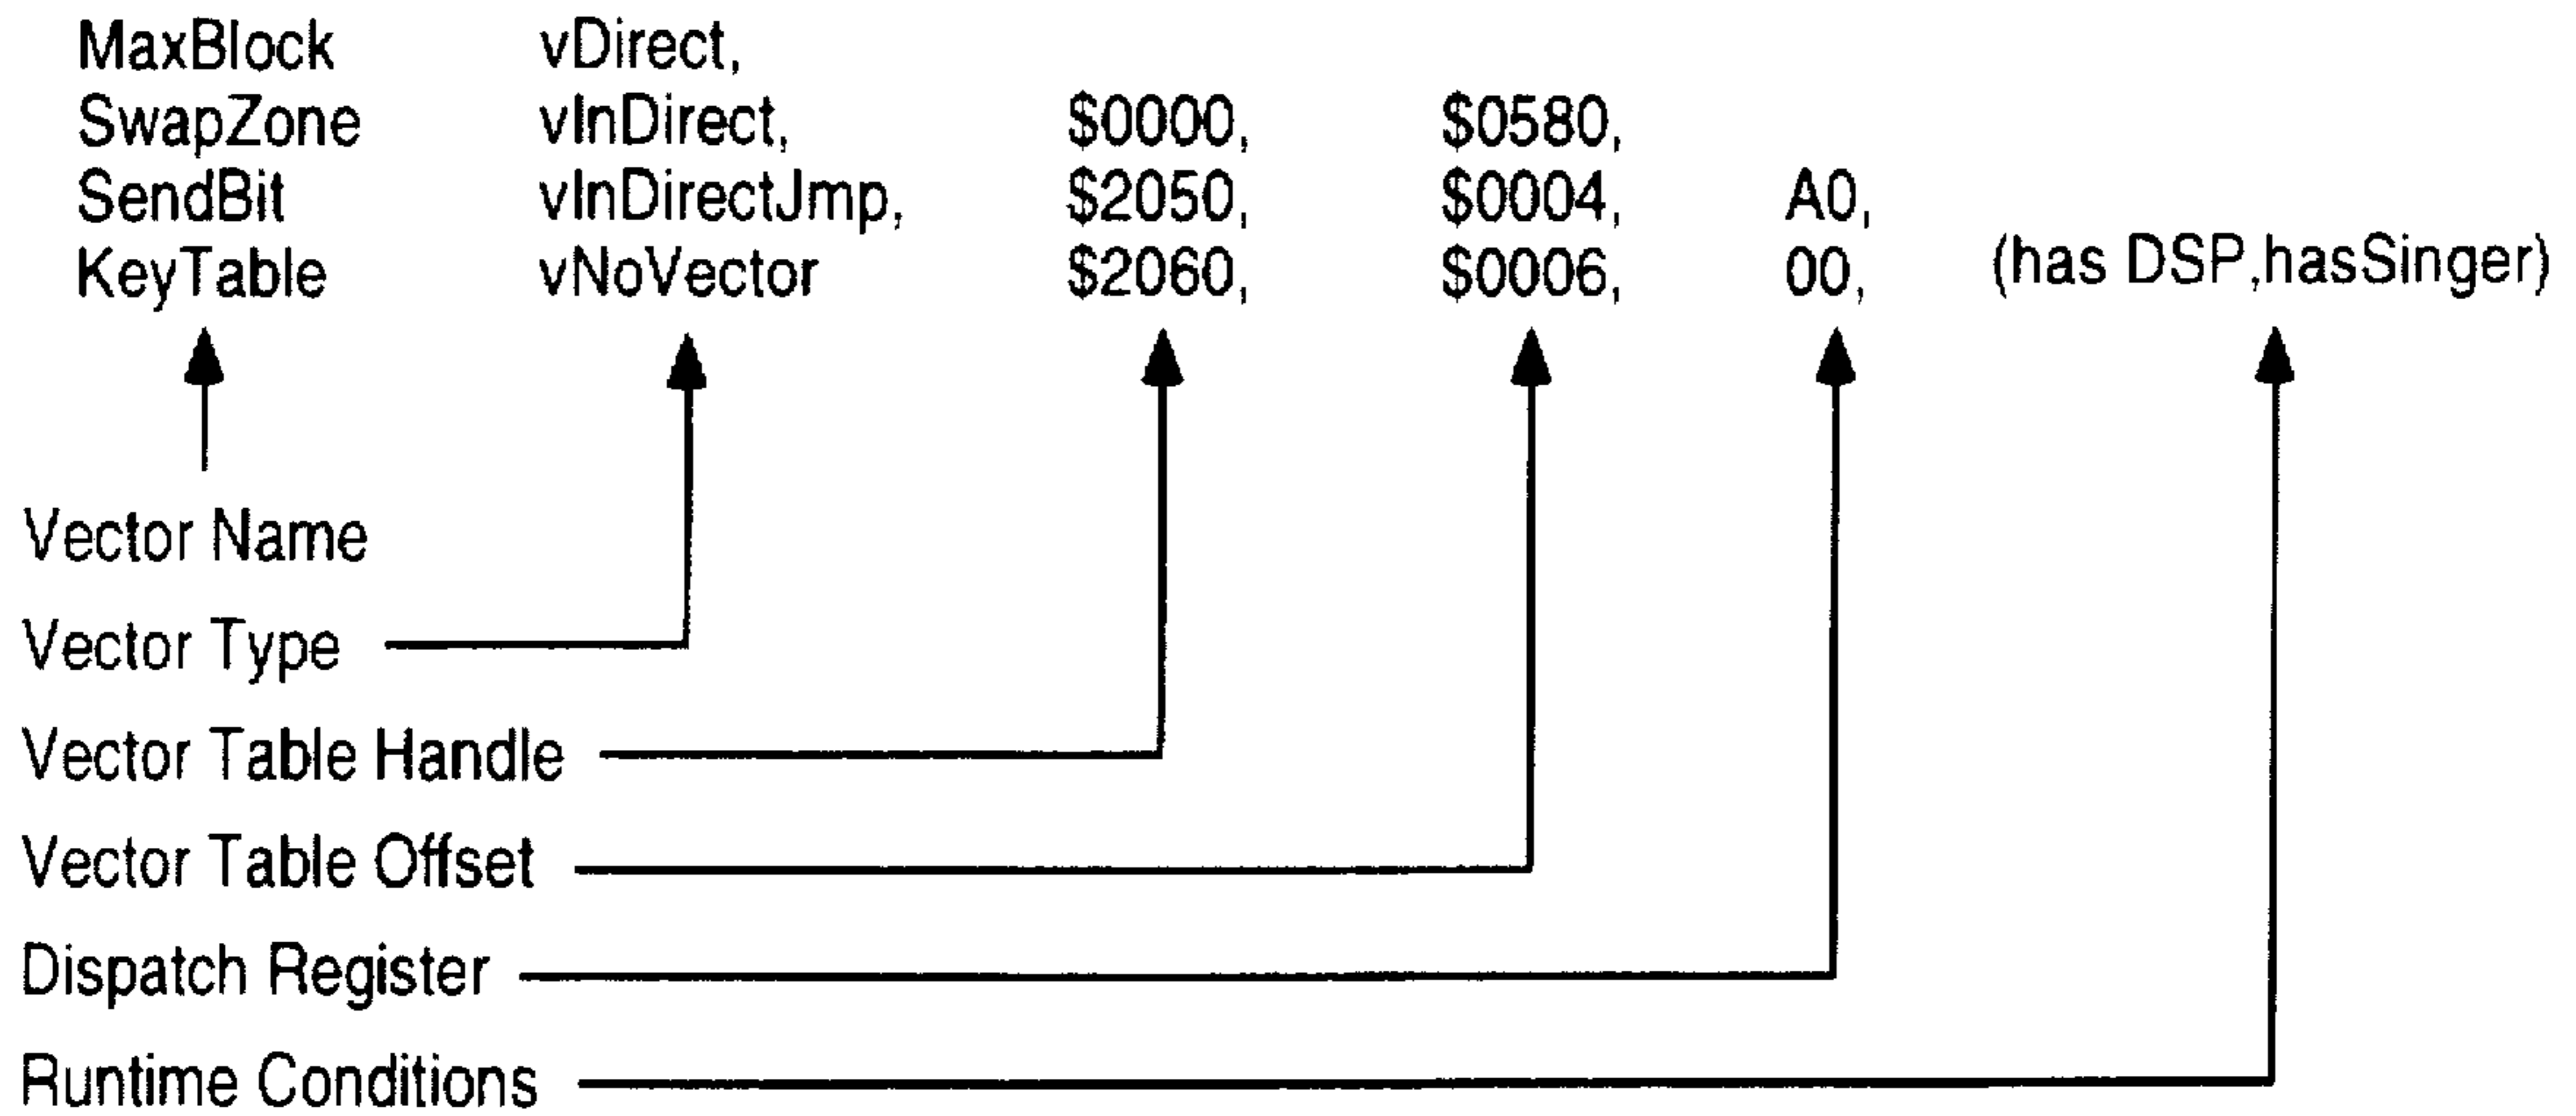 MaxBlock vDirect,
SwapZone vInDirect, $0000, $0580,
SendBit vInDirectJmp, $2050, $0004, A0,
KeyTable vNoVector $2060, $0006, 00, (has DSP,hasSinger)
Vector Name
Vector Type
Vector Table Handle
Vector Table Offset
Dispatch Register
Runtime Conditions